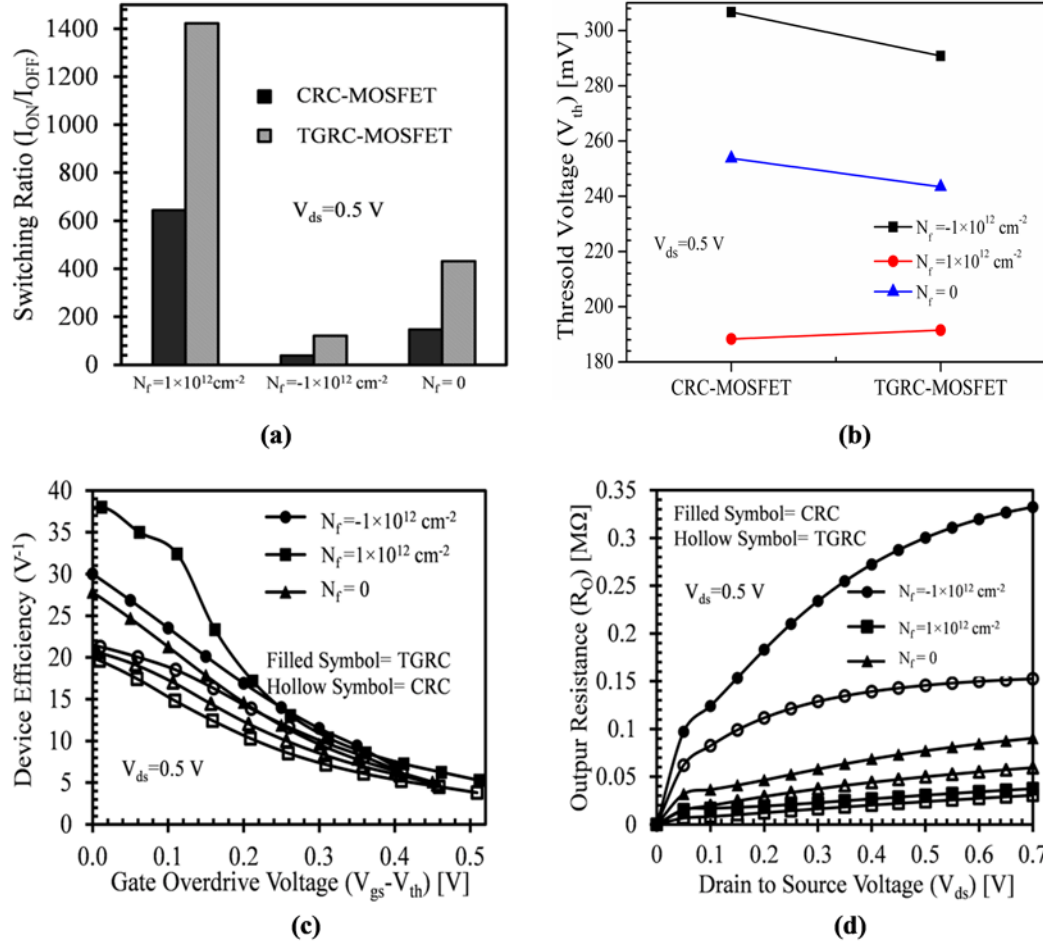 1400
1200
1000
800
600
400
200
0
Switching Ratio (I_ON/I_OFF)
CRC-MOSFET
TGRC-MOSFET
V_ds=0.5 V
N_f=1×10^12cm^-2
N_f=-1×10^12 cm^-2
N_f= 0
(a)
300
280
260
240
220
200
180
Thresold Voltage (V_th) [mV]
V_ds=0.5 V
N_f=-1×10^12 cm^-2
N_f=1×10^12 cm^-2
N_f = 0
CRC-MOSFET
TGRC-MOSFET
(b)
40
35
30
25
20
15
10
5
0
Device Efficiency (V^-1)
N_f=-1×10^12 cm^-2
N_f=1×10^12 cm^-2
N_f= 0
Filled Symbol= TGRC
Hollow Symbol= CRC
V_ds=0.5 V
0.0 0.1 0.2 0.3 0.4 0.5
Gate Overdrive Voltage (V_gs-V_th) [V]
(c)
0.35
0.3
0.25
0.2
0.15
0.1
0.05
0
Outpur Resistance (R_O) [MΩ]
Filled Symbol= CRC
Hollow Symbol= TGRC
V_ds=0.5 V
N_f=-1×10^12 cm^-2
N_f=1×10^12 cm^-2
N_f= 0
0 0.1 0.2 0.3 0.4 0.5 0.6 0.7
Drain to Source Voltage (V_ds) [V]
(d)